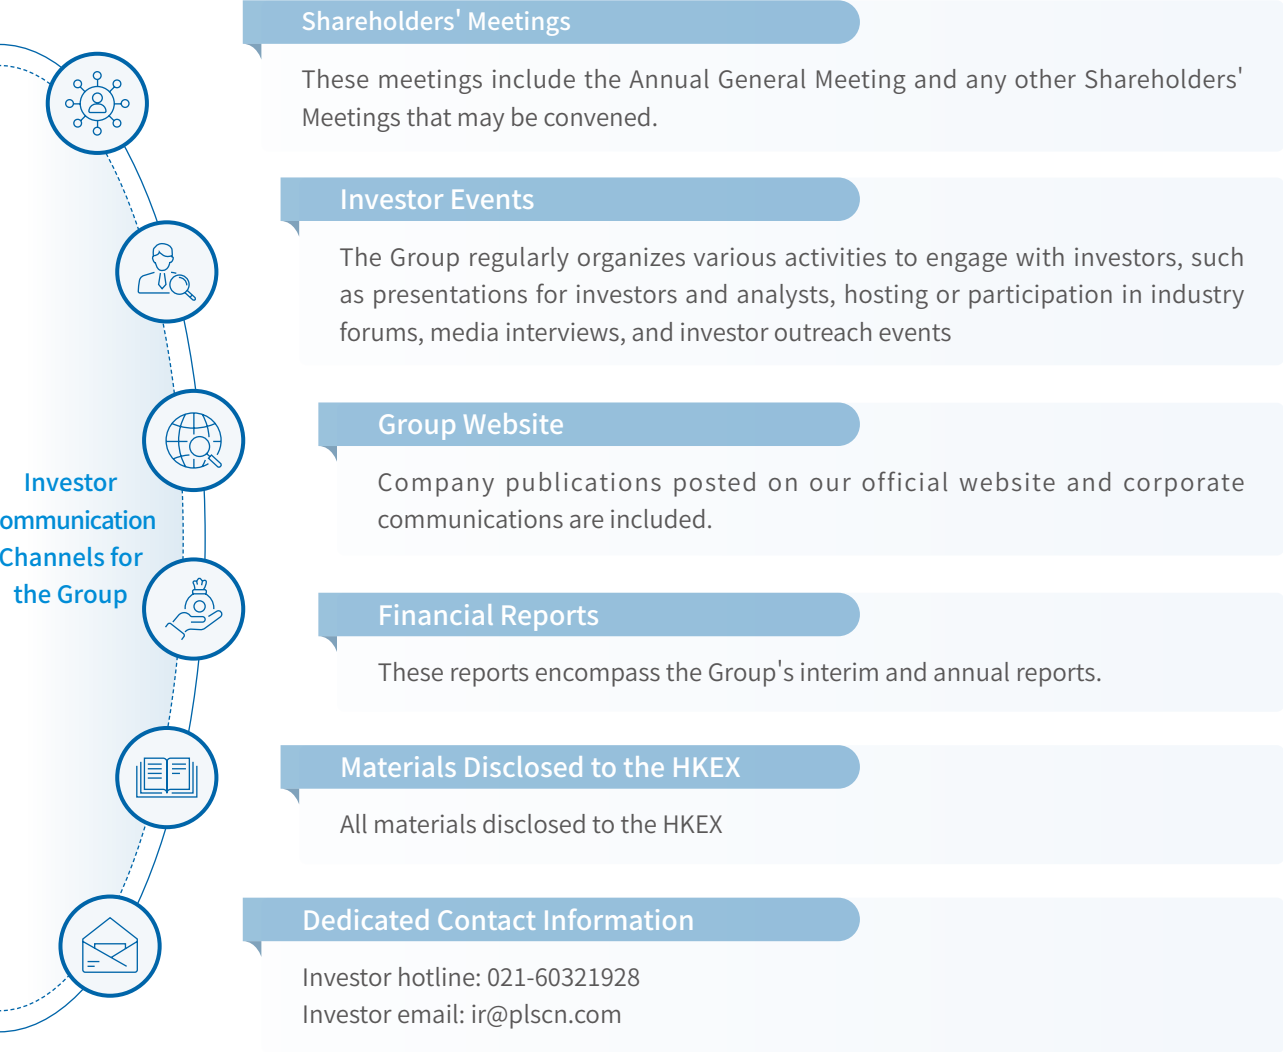 Shareholders' Meetings
These meetings include the Annual General Meeting and any other Shareholders'
Meetings that may be convened.
Investor Events
The Group regularly organizes various activities to engage with investors, such
as presentations for investors and analysts, hosting or participation in industry
forums, media interviews, and investor outreach events
Group Website
Company publications posted on our official website and corporate
communications are included.
Investor
ommunication
Channels for
the Group
Financial Reports
These reports encompass the Group's interim and annual reports.
Materials Disclosed to the HKEX
All materials disclosed to the HKEX
Dedicated Contact Information
Investor hotline: 021-60321928
Investor email: ir@plscn.com